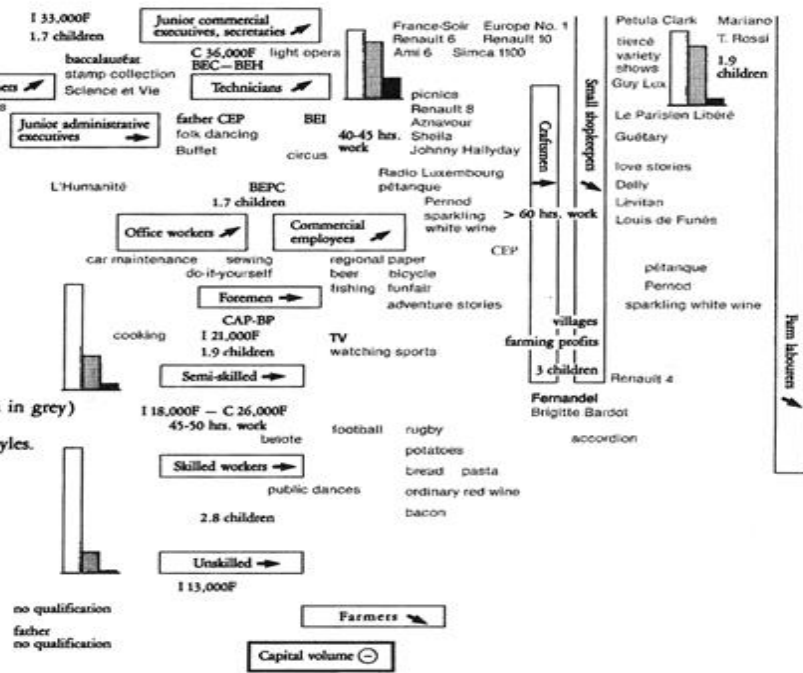 I 33,000F
1.7 children
Junior commercial
executives, secretaries
France-Soir Europe No. 1
Renault 6 Renault 10
Ami 6 Simca 1100
Petula Clark Mariano
T. Rossi
tiercé
variety
shows
Guy Lux
1.9
children
baccalauréat
stamp collection
Science et Vie
C 36,000F light opera
BEC – BEH
Technicians
picnics
Renault 8
Aznavour
Sheila
Johnny Hallyday
Le Parisien Libéré
Guétary
Junior administrative
executives
father CEP
folk dancing
Buffet
BEI
circus
40-45 hrs.
work
Craftsmen
Small shopkeepers
love stories
Delly
Lévitan
Louis de Funès
L'Humanité
BEPC
1.7 children
Radio Luxembourg
pétanque
Pernod
sparkling
white wine
> 60 hrs. work
Office workers
Commercial
employees
CEP
car maintenance sewing
do-it-yourself
regional paper
beer bicycle
fishing funfair
adventure stories
pétanque
Pernod
sparkling white wine
Foremen
CAP-BP
I 21,000F
1.9 children
cooking
TV
watching sports
villages
farming profits
3 children
Farm labourers
Semi-skilled
Renault 4
Fernandel
Brigitte Bardot
in grey)
I 18,000F – C 26,000F
45-50 hrs. work
belote
football rugby
accordion
yles.
potatoes
bread pasta
ordinary red wine
bacon
Skilled workers
public dances
2.8 children
Unskilled
I 13,000F
no qualification
father
no qualification
Farmers
Capital volume −